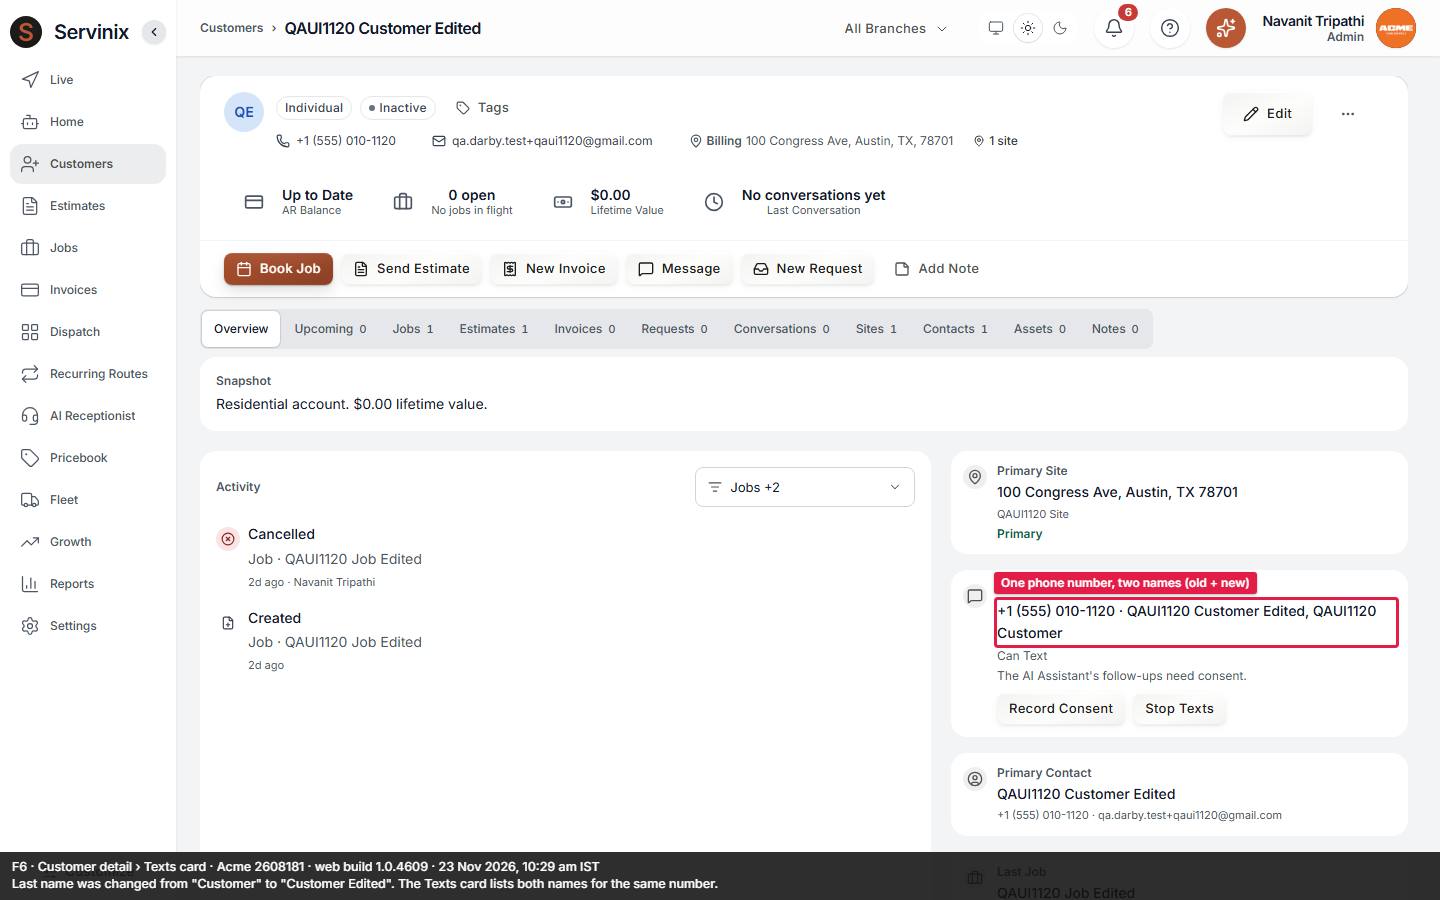 S Servinix
Customers › QAUI1120 Customer Edited
All Branches
6
Navanit Tripathi
Admin
ACME
Live
Home
Customers
Estimates
Jobs
Invoices
Dispatch
Recurring Routes
AI Receptionist
Pricebook
Fleet
Growth
Reports
Settings
QE
Individual
Inactive
Tags
Edit
+1 (555) 010-1120
qa.darby.test+qaui1120@gmail.com
Billing 100 Congress Ave, Austin, TX, 78701
1 site
Up to Date
AR Balance
0 open
No jobs in flight
$0.00
Lifetime Value
No conversations yet
Last Conversation
Book Job
Send Estimate
New Invoice
Message
New Request
Add Note
Overview
Upcoming 0
Jobs 1
Estimates 1
Invoices 0
Requests 0
Conversations 0
Sites 1
Contacts 1
Assets 0
Notes 0
Snapshot
Residential account. $0.00 lifetime value.
Activity
Jobs +2
Cancelled
Job · QAUI1120 Job Edited
2d ago · Navanit Tripathi
Created
Job · QAUI1120 Job Edited
2d ago
Primary Site
100 Congress Ave, Austin, TX 78701
QAUI1120 Site
Primary
One phone number, two names (old + new)
+1 (555) 010-1120 · QAUI1120 Customer Edited, QAUI1120
Customer
Can Text
The AI Assistant's follow-ups need consent.
Record Consent
Stop Texts
Primary Contact
QAUI1120 Customer Edited
+1 (555) 010-1120 · qa.darby.test+qaui1120@gmail.com
Last Job
QAUI1120 Job Edited
F6 · Customer detail › Texts card · Acme 2608181 · web build 1.0.4609 · 23 Nov 2026, 10:29 am IST
Last name was changed from "Customer" to "Customer Edited". The Texts card lists both names for the same number.